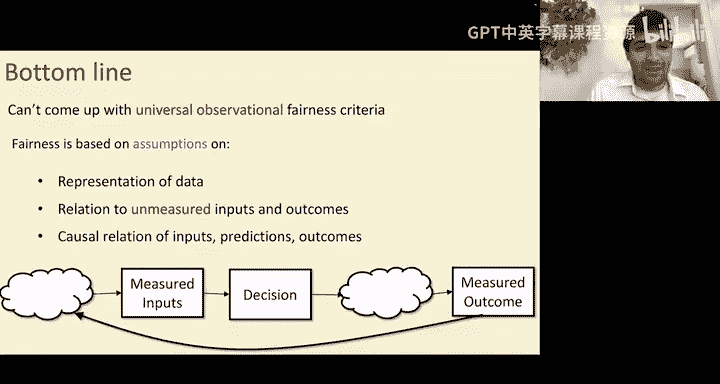 GPT中英字幕课程资源 bilibili
Bottom line
Can't come up with universal observational fairness criteria
Fairness is based on assumptions on:
• Representation of data
• Relation to unmeasured inputs and outcomes
• Causal relation of inputs, predictions, outcomes
Measured
Inputs
Decision
Measured
Outcome